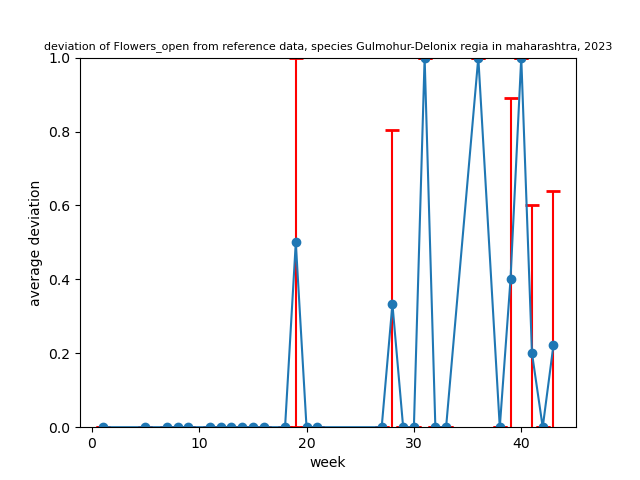 deviation of Flowers_open from reference data, species Gulmohur-Delonix regia in maharashtra, 2023
1.0
0.8
0.6
0.4
0.2
0.0
average deviation
0 10 20 30 40
week